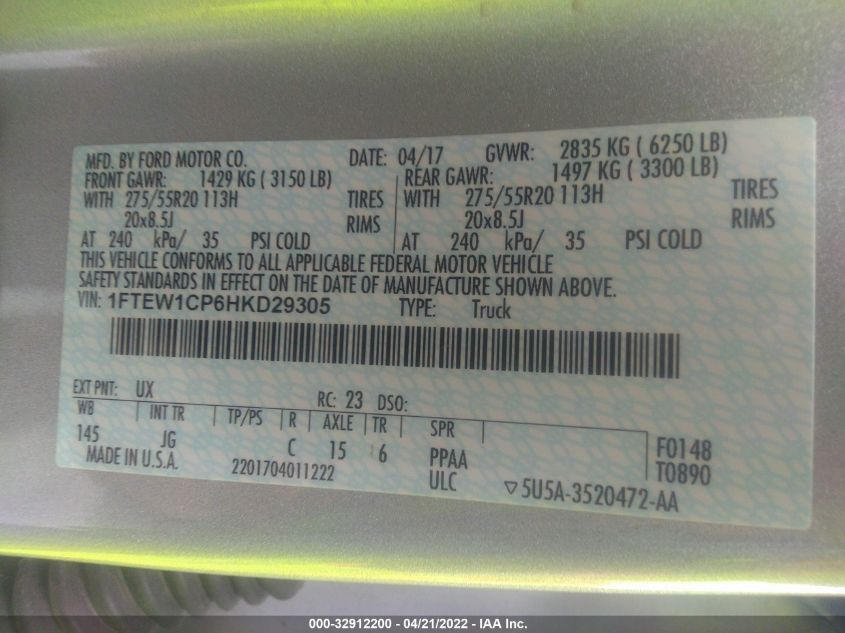 MFD. BY FORD MOTOR CO. DATE: 04/17 GVWR: 2835 KG ( 6250 LB)
FRONT GAWR: 1429 KG ( 3150 LB) REAR GAWR: 1497 KG ( 3300 LB)
WITH 275/55R20 113H TIRES WITH 275/55R20 113H TIRES
20x8.5J RIMS 20x8.5J RIMS
AT 240 kPa/ 35 PSI COLD AT 240 kPa/ 35 PSI COLD
THIS VEHICLE CONFORMS TO ALL APPLICABLE FEDERAL MOTOR VEHICLE
SAFETY STANDARDS IN EFFECT ON THE DATE OF MANUFACTURE SHOWN ABOVE.
VIN: 1FTEW1CP6HKD29305 TYPE: Truck
EXT PNT: UX RC: 23 DSO:
WB INT TR TP/PS R AXLE TR SPR
145 JG C 15 6 PPAA F0148
MADE IN U.S.A. 2201704011222 ULC T0890
▽5U5A-3520472-AA
000-32912200 - 04/21/2022 - IAA Inc.